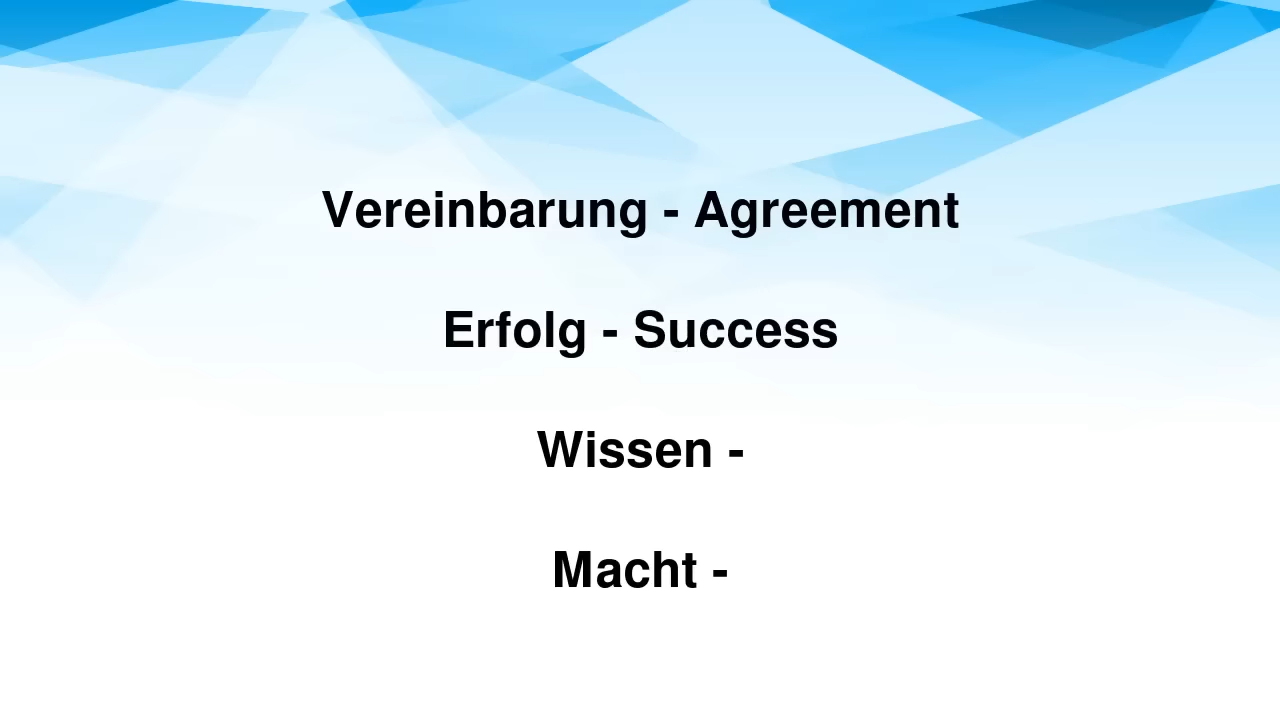 Vereinbarung - Agreement
Erfolg - Success
Wissen -
Macht -